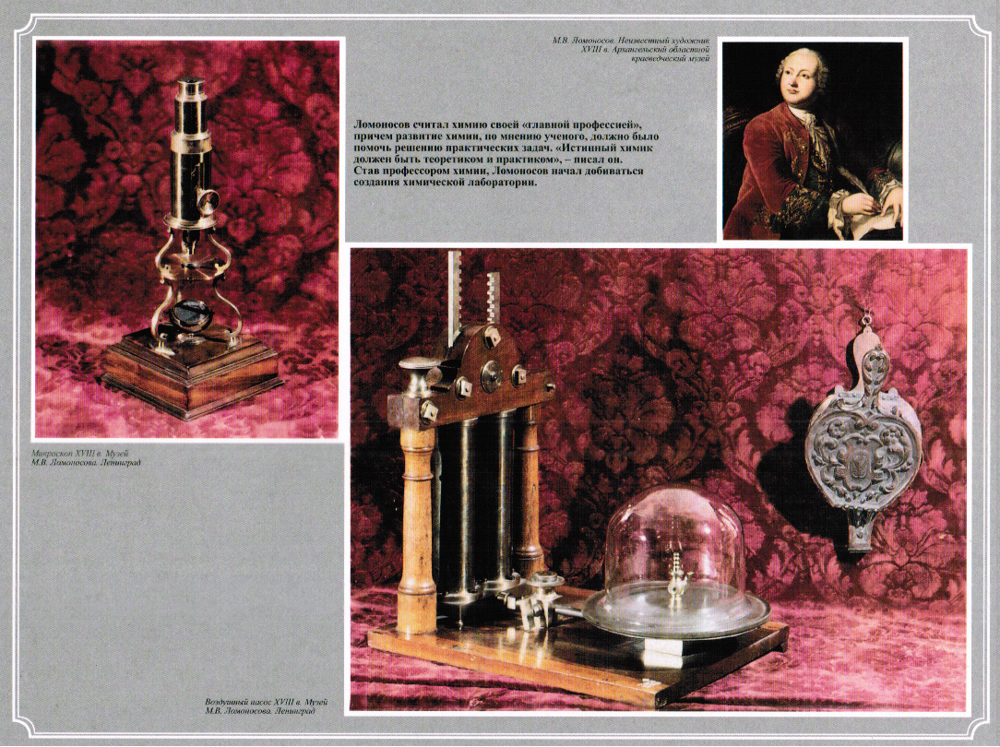 М.В. Ломоносов. Неизвестный художник
XVIII в. Архангельский областной
краеведческий музей
Ломоносов считал химию своей «главной профессией»,
причем развитие химии, по мнению ученого, должно было
помочь решению практических задач. «Истинный химик
должен быть теоретиком и практиком», – писал он.
Став профессором химии, Ломоносов начал добиваться
создания химической лаборатории.
Микроскоп XVIII в. Музей
М.В. Ломоносова. Ленинград
Воздушный насос XVIII в. Музей
М.В. Ломоносова. Ленинград